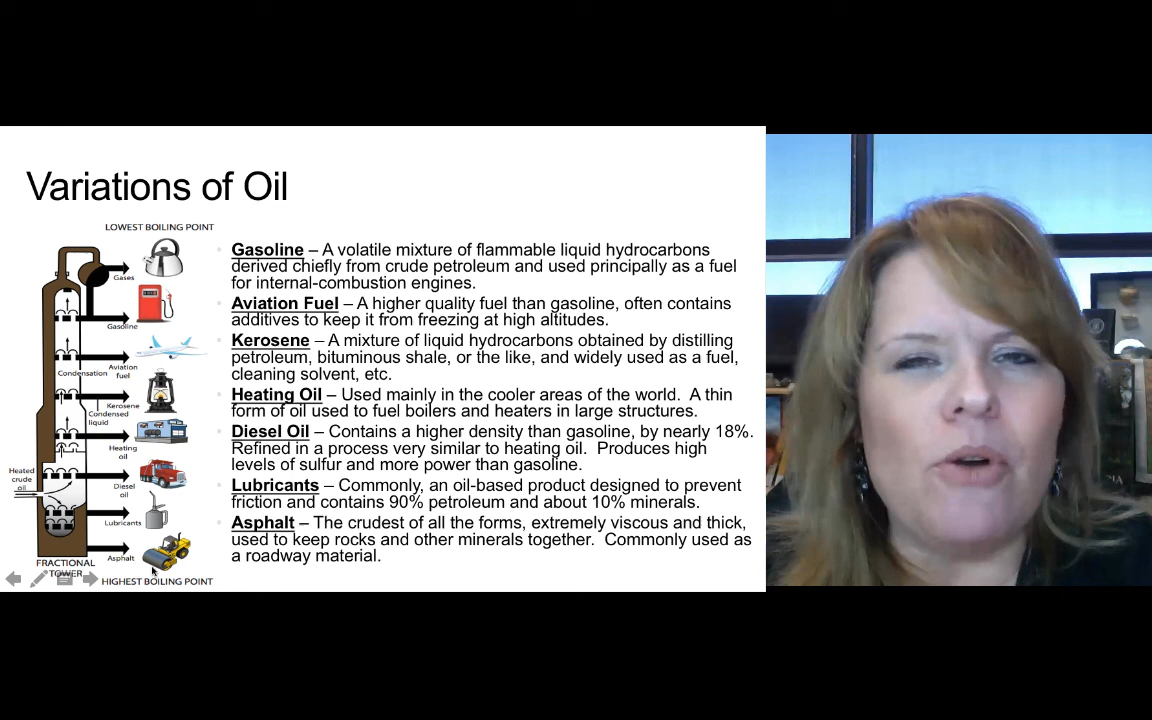 Variations of Oil
LOWEST BOILING POINT
Gases
Gasoline
Condensation
Aviation
fuel
Kerosene
Condensed
liquid
Heating
oil
Heated
crude
oil
Diesel
oil
Lubricants
Asphalt
FRACTIONAL
TOWER
HIGHEST BOILING POINT
Gasoline – A volatile mixture of flammable liquid hydrocarbons
derived chiefly from crude petroleum and used principally as a fuel
for internal-combustion engines.
Aviation Fuel – A higher quality fuel than gasoline, often contains
additives to keep it from freezing at high altitudes.
Kerosene – A mixture of liquid hydrocarbons obtained by distilling
petroleum, bituminous shale, or the like, and widely used as a fuel,
cleaning solvent, etc.
Heating Oil – Used mainly in the cooler areas of the world. A thin
form of oil used to fuel boilers and heaters in large structures.
Diesel Oil – Contains a higher density than gasoline, by nearly 18%.
Refined in a process very similar to heating oil. Produces high
levels of sulfur and more power than gasoline.
Lubricants – Commonly, an oil-based product designed to prevent
friction and contains 90% petroleum and about 10% minerals.
Asphalt – The crudest of all the forms, extremely viscous and thick,
used to keep rocks and other minerals together. Commonly used as
a roadway material.